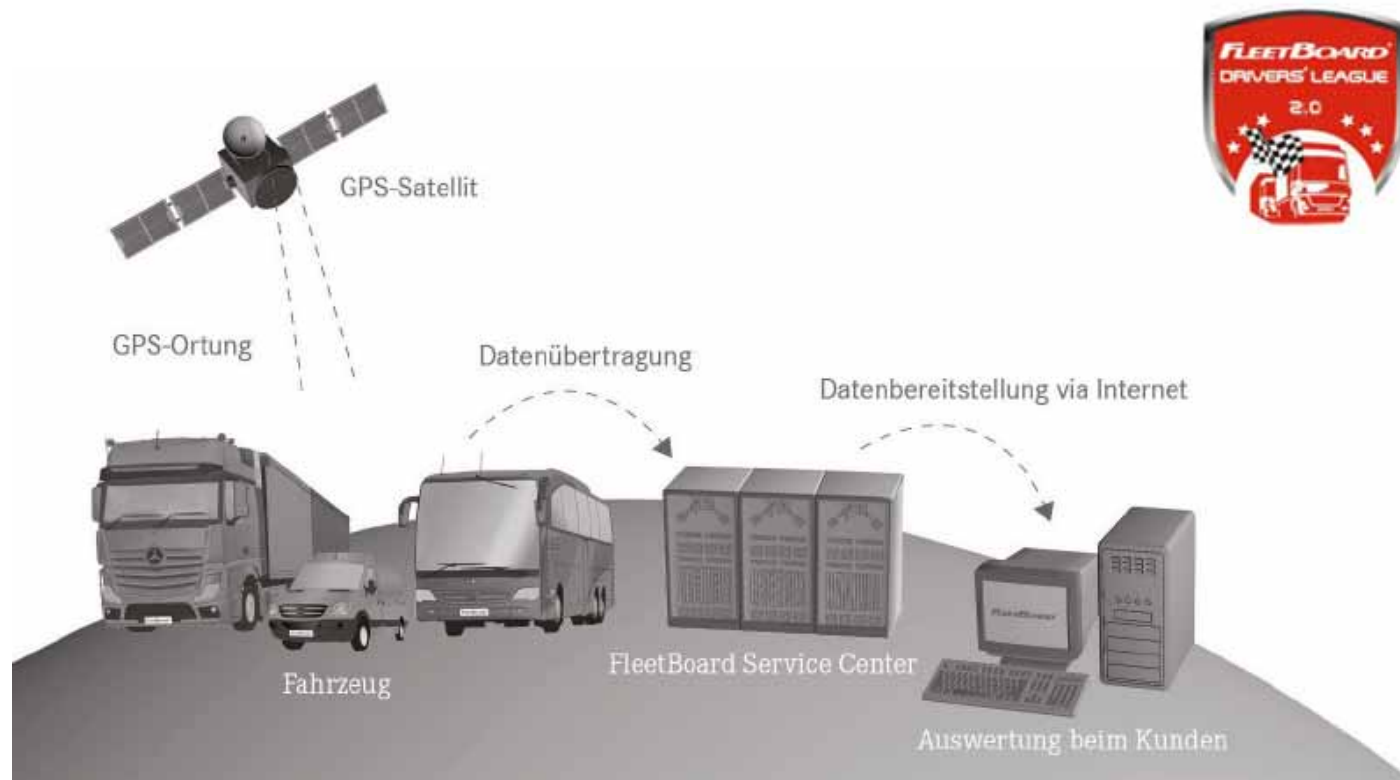 FLEETBOARD
DRIVERS' LEAGUE
2.0
GPS-Satellit
GPS-Ortung
Datenübertragung
Datenbereitstellung via Internet
FleetBoard
Fahrzeug
FleetBoard Service Center
Auswertung beim Kunden